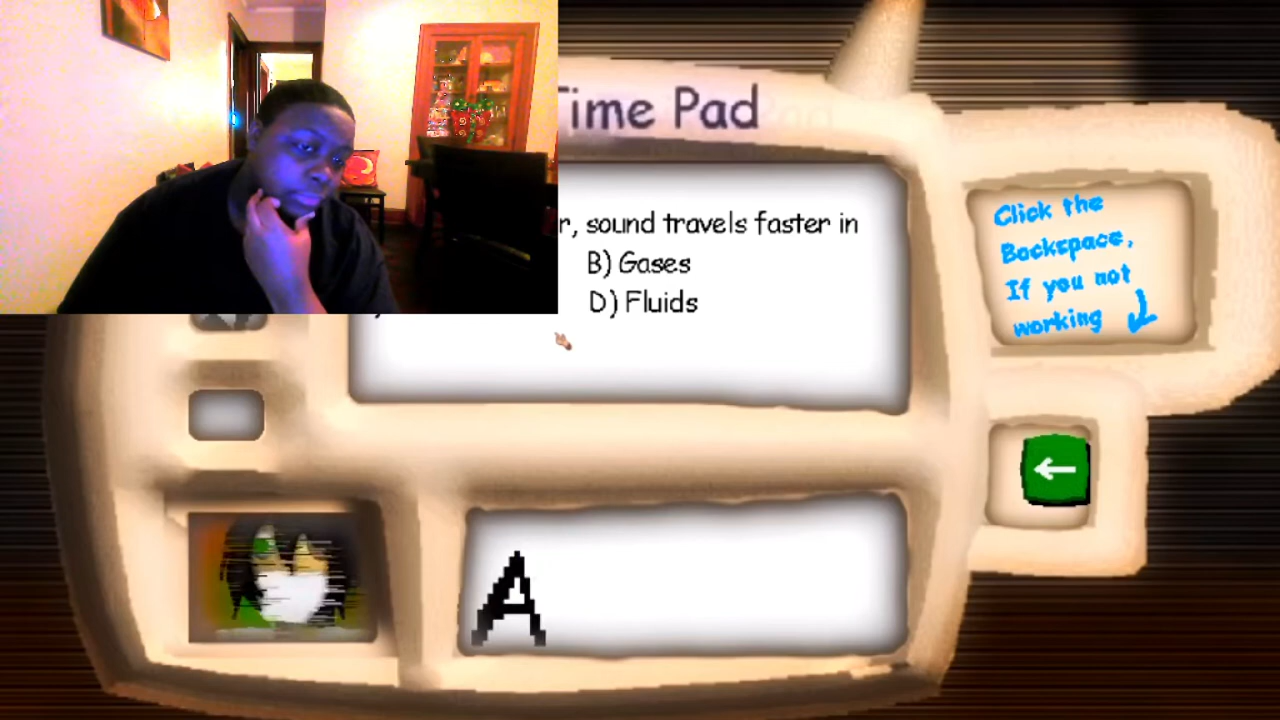 Time Pad
r, sound travels faster in
B) Gases
D) Fluids
Click the
Backspace,
If you not
working
A